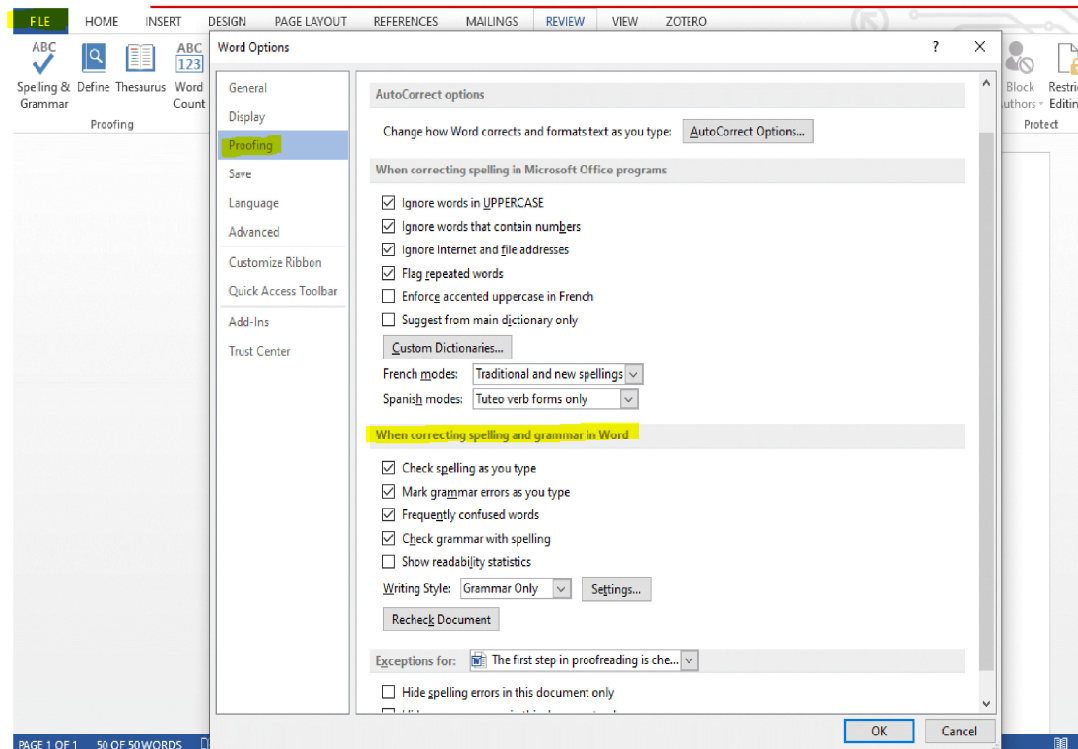 FLE HOME INSERT DESIGN PAGE LAYOUT REFERENCES MAILINGS REVIEW VIEW ZOTERO
ABC
ABC
123
Speling & Grammar
Define
Thesaurus
Word Count
Proofing
Word Options ? ×
General
Display
Proofing
Save
Language
Advanced
Customize Ribbon
Quick Access Toolbar
Add-Ins
Trust Center
AutoCorrect options
Change how Word corrects and formats text as you type: AutoCorrect Options...
When correcting spelling in Microsoft Office programs
Ignore words in UPPERCASE
Ignore words that contain numbers
Ignore Internet and file addresses
Flag repeated words
Enforce accented uppercase in French
Suggest from main dictionary only
Custom Dictionaries...
French modes: Traditional and new spellings
Spanish modes: Tuteo verb forms only
When correcting spelling and grammar in Word
Check spelling as you type
Mark grammar errors as you type
Frequently confused words
Check grammar with spelling
Show readability statistics
Writing Style: Grammar Only Settings...
Recheck Document
Exceptions for: The first step in proofreading is che...
Hide spelling errors in this document only
OK Cancel
Block
Protect
PAGE 1 OF 1 50 OF 50 WORDS